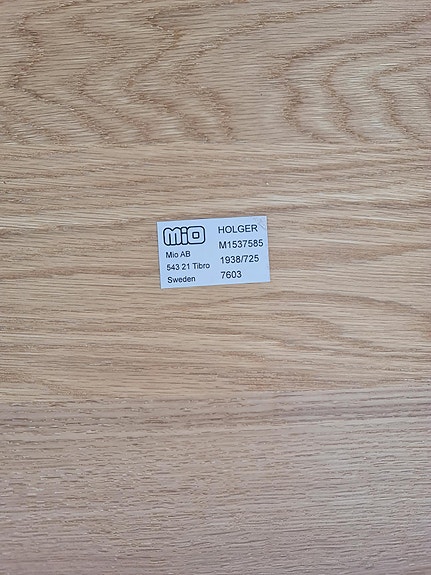 mio
Mio AB
543 21 Tibro
Sweden
HOLGER
M1537585
1938/725
7603